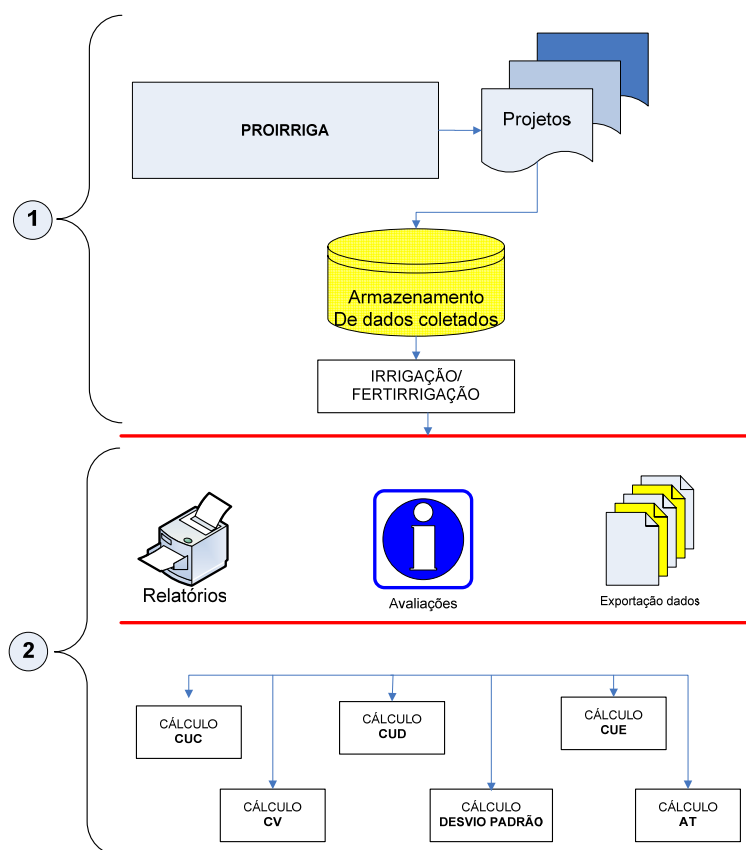 PROIRRIGA
Projetos
1
Armazenamento
De dados coletados
IRRIGAÇÃO/
FERTIRRIGAÇÃO
Relatórios
Avaliações
Exportação dados
2
CÁLCULO
CUC
CÁLCULO
CUD
CÁLCULO
CUE
CÁLCULO
CV
CÁLCULO
DESVIO PADRÃO
CÁLCULO
AT